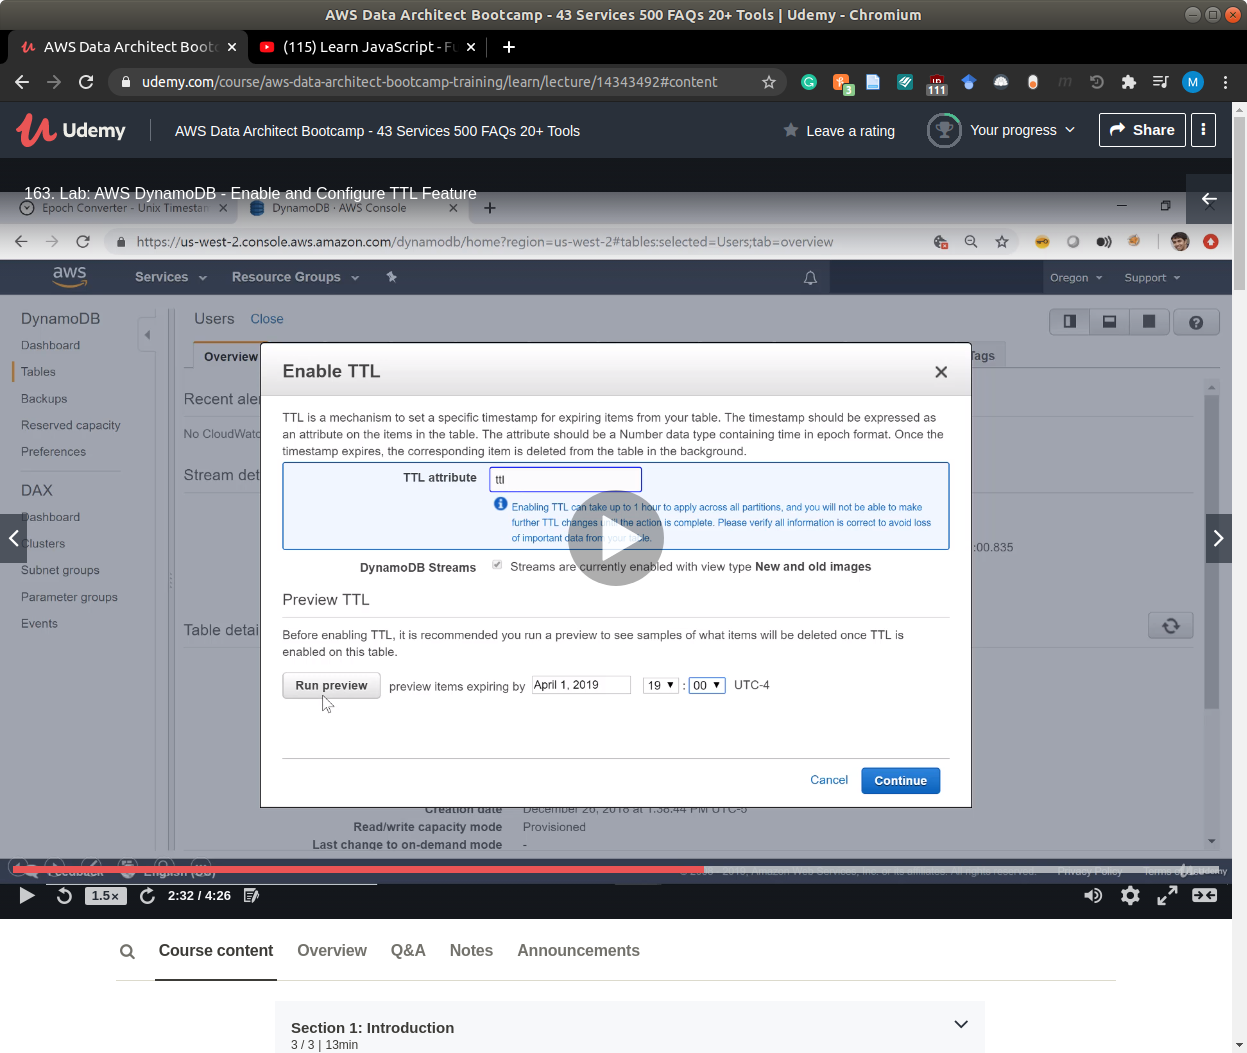 AWS Data Architect Bootcamp - 43 Services 500 FAQs 20+ Tools | Udemy - Chromium
AWS Data Architect Bootc
(115) Learn JavaScript - Fu
udemy.com/course/aws-data-architect-bootcamp-training/learn/lecture/14343492#content
3
111
M
Udemy
AWS Data Architect Bootcamp - 43 Services 500 FAQs 20+ Tools
Leave a rating
Your progress
Share
163. Lab: AWS DynamoDB - Enable and Configure TTL Feature
Epoch Converter - Unix Timestar
DynamoDB · AWS Console
https://us-west-2.console.aws.amazon.com/dynamodb/home?region=us-west-2#tables:selected=Users;tab=overview
aws
Services
Resource Groups
Oregon
Support
DynamoDB
Dashboard
Tables
Backups
Reserved capacity
Preferences
DAX
Dashboard
Clusters
Subnet groups
Parameter groups
Events
Users
Close
Overview
Tags
Recent aler
No CloudWatc
Stream det
:00.835
Table detai
Enable TTL
TTL is a mechanism to set a specific timestamp for expiring items from your table. The timestamp should be expressed as
an attribute on the items in the table. The attribute should be a Number data type containing time in epoch format. Once the
timestamp expires, the corresponding item is deleted from the table in the background.
TTL attribute
ttl
Enabling TTL can take up to 1 hour to apply across all partitions, and you will not be able to make
further TTL changes until the action is complete. Please verify all information is correct to avoid loss
of important data from your table.
DynamoDB Streams
Streams are currently enabled with view type New and old images
Preview TTL
Before enabling TTL, it is recommended you run a preview to see samples of what items will be deleted once TTL is
enabled on this table.
Run preview
preview items expiring by
April 1, 2019
19
:
00
UTC-4
Cancel
Continue
Creation date
December 26, 2018 at 1:38:44 PM UTC-5
Read/write capacity mode
Provisioned
Last change to on-demand mode
-
Feedback
English (US)
Privacy Policy
Udemy
1.5×
2:32 / 4:26
Course content
Overview
Q&A
Notes
Announcements
Section 1: Introduction
3 / 3 | 13min